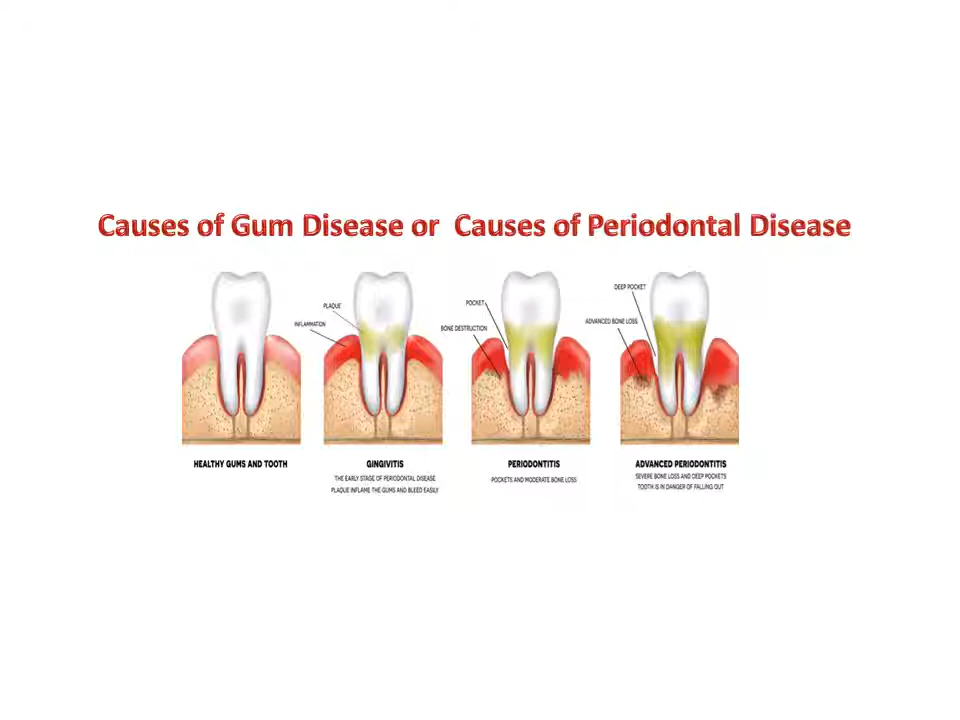 Causes of Gum Disease or  Causes of Periodontal Disease
PLAQUE
INFLAMMATION
POCKET
BONE DESTRUCTION
DEEP POCKET
ADVANCED BONE LOSS
HEALTHY GUMS AND TOOTH
GINGIVITIS
THE EARLY STAGE OF PERIODONTAL DISEASE
PLAQUE INFLAME THE GUMS AND BLEED EASILY
PERIODONTITIS
POCKETS AND MODERATE BONE LOSS
ADVANCED PERIODONTITIS
SEVERE BONE LOSS AND DEEP POCKETS
TOOTH IS IN DANGER OF FALLING OUT